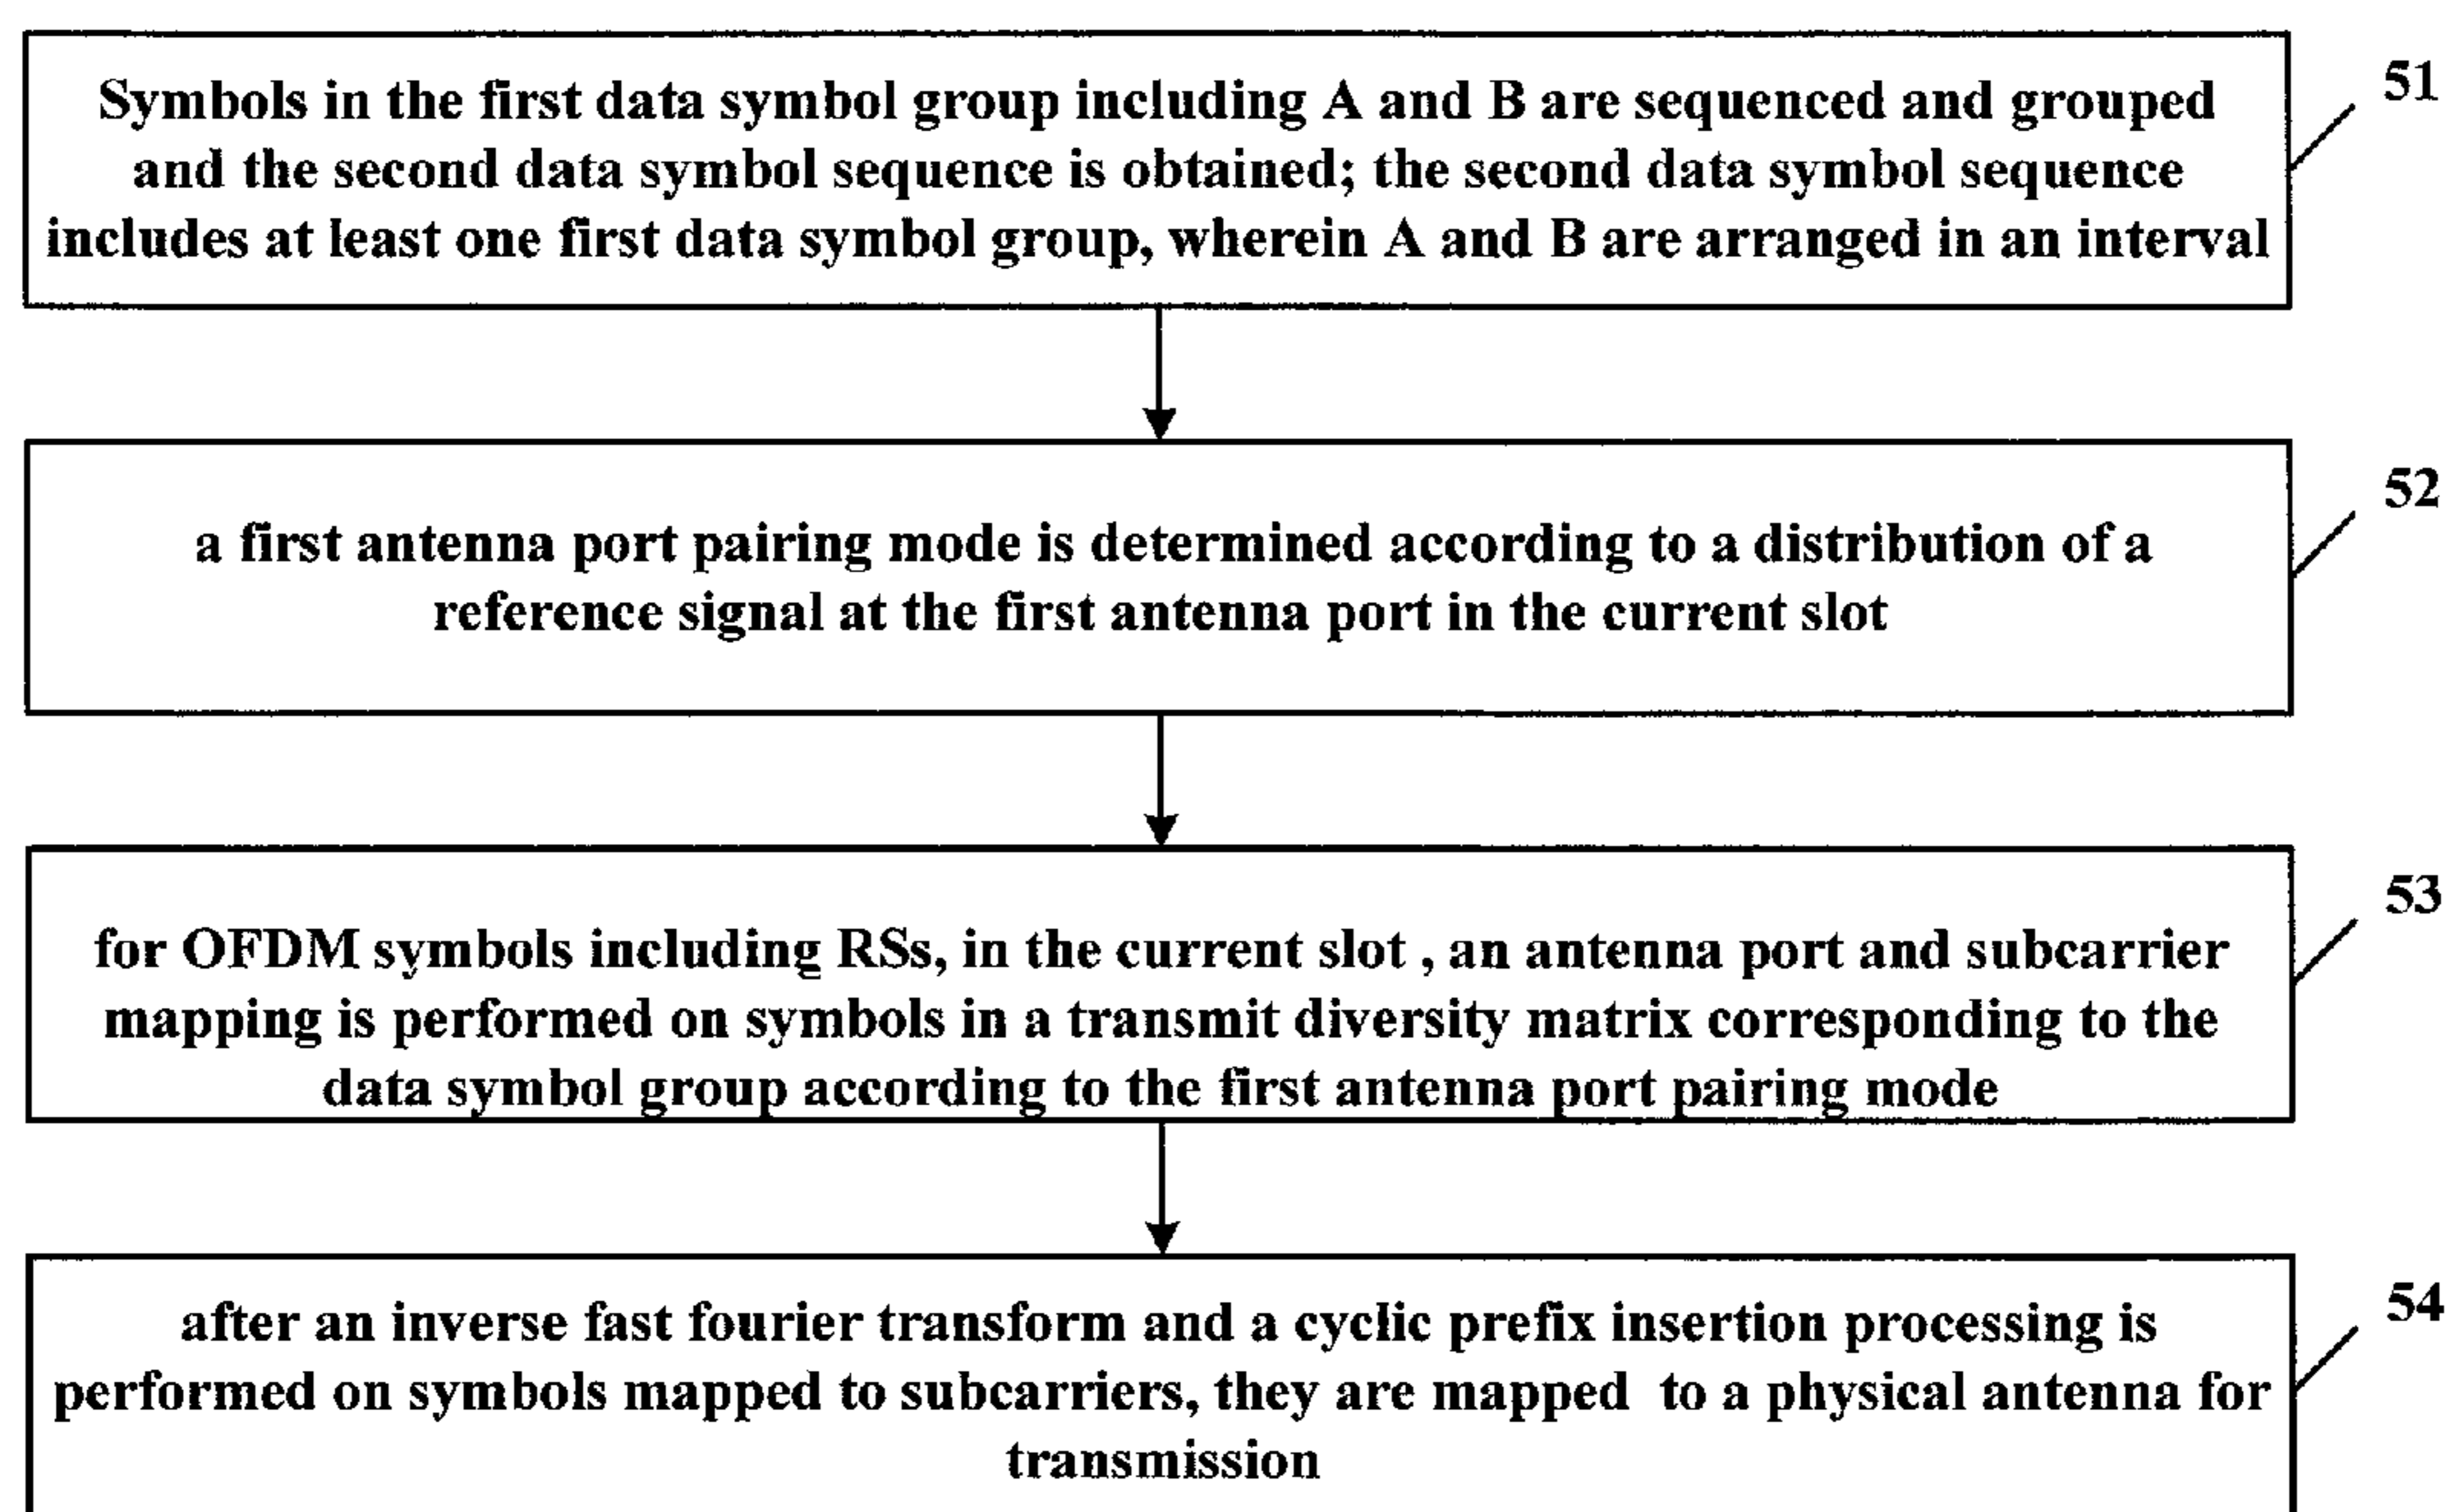 Symbols in the first data symbol group including A and B are sequenced and grouped
and the second data symbol sequence is obtained; the second data symbol sequence
includes at least one first data symbol group, wherein A and B are arranged in an interval
51
a first antenna port pairing mode is determined according to a distribution of a
reference signal at the first antenna port in the current slot
52
for OFDM symbols including RSs, in the current slot , an antenna port and subcarrier
mapping is performed on symbols in a transmit diversity matrix corresponding to the
data symbol group according to the first antenna port pairing mode
53
after an inverse fast fourier transform and a cyclic prefix insertion processing is
performed on symbols mapped to subcarriers, they are mapped  to a physical antenna for
transmission
54